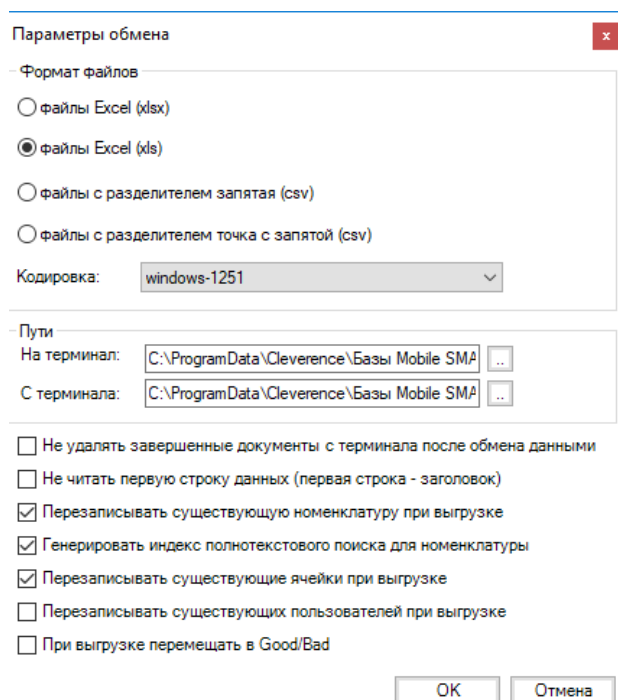 Параметры обмена
x
Формат файлов
файлы Excel (xlsx)
файлы Excel (xls)
файлы с разделителем запятая (csv)
файлы с разделителем точка с запятой (csv)
Кодировка: windows-1251
Пути
На терминал: C:\ProgramData\Cleverence\Базы Mobile SMA ..
С терминала: C:\ProgramData\Cleverence\Базы Mobile SMA ..
Не удалять завершенные документы с терминала после обмена данными
Не читать первую строку данных (первая строка - заголовок)
Перезаписывать существующую номенклатуру при выгрузке
Генерировать индекс полнотекстового поиска для номенклатуры
Перезаписывать существующие ячейки при выгрузке
Перезаписывать существующих пользователей при выгрузке
При выгрузке перемещать в Good/Bad
OK Отмена